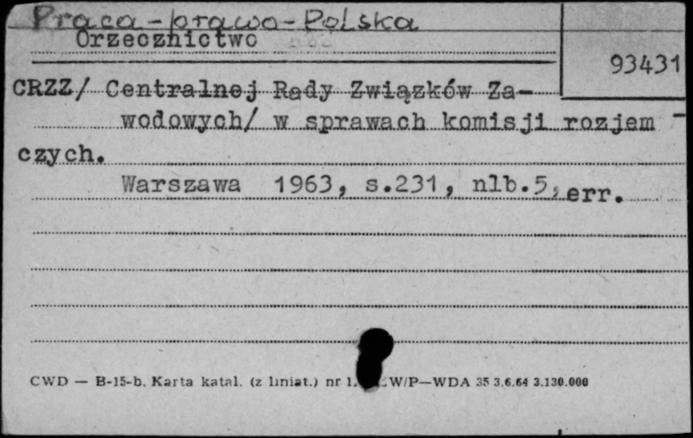 Praca-prawo-Polska
Orzecznictwo
93431
CRZZ/ Centralnej Rady Związków Za-
wodowych/ w sprawach komisji rozjem-
czych.
Warszawa 1963, s.231, nlb.5, err.
CWD — B-15-b. Karta katal. (z liniat.) nr 1. W/P—WDA 35 3.6.64 3.130.000